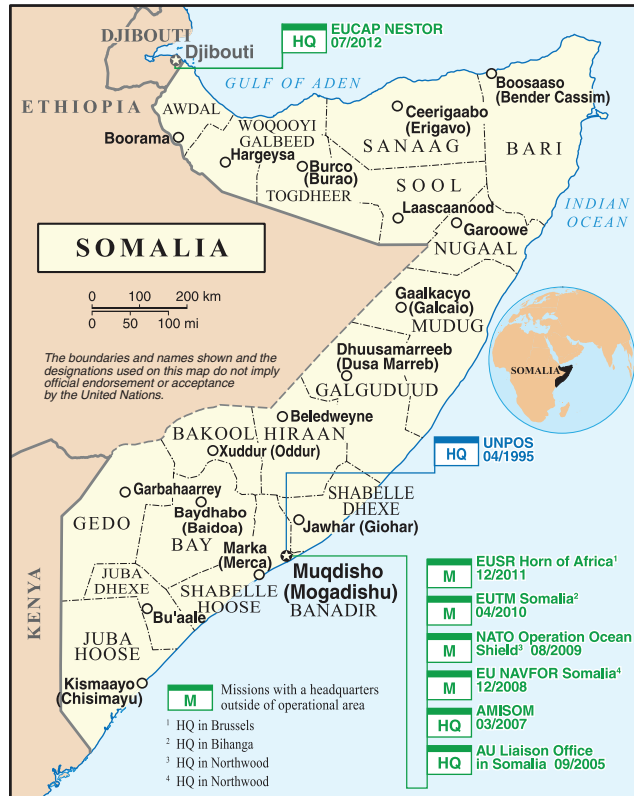 DJIBOUTI
Djibouti
HQ
EUCAP NESTOR
07/2012
GULF OF ADEN
ETHIOPIA
AWDAL
Boorama
WOQOOYI
GALBEED
Hargeysa
Burco
(Burao)
TOGDHEER
Ceerigaabo
(Erigavo)
SANAAG
Boosaaso
(Bender Cassim)
BARI
SOOL
Laascaanood
Garoowe
NUGAAL
INDIAN
OCEAN
SOMALIA
0 100 200 km
0 50 100 mi
The boundaries and names shown and the
designations used on this map do not imply
official endorsement or acceptance
by the United Nations.
Gaalkacyo
(Galcaio)
MUDUG
Dhuusamarreeb
(Dusa Marreb)
GALGUDUUD
SOMALIA
Beledweyne
BAKOOL
HIRAAN
Xuddur (Oddur)
HQ
UNPOS
04/1995
Garbahaarrey
GEDO
Baydhabo
(Baidoa)
BAY
SHABELLE
DHEXE
Jawhar (Giohar)
Marka
(Merca)
Muqdisho
(Mogadishu)
BANADIR
JUBA
DHEXE
SHABELLE
HOOSE
Bu'aale
KENYA
JUBA
HOOSE
Kismaayo
(Chisimayu)
M
EUSR Horn of Africa¹
12/2011
M
EUTM Somalia²
04/2010
M
NATO Operation Ocean
Shield³ 08/2009
M
EU NAVFOR Somalia⁴
12/2008
HQ
AMISOM
03/2007
HQ
AU Liaison Office
in Somalia 09/2005
M
Missions with a headquarters
outside of operational area
¹ HQ in Brussels
² HQ in Bihanga
³ HQ in Northwood
⁴ HQ in Northwood